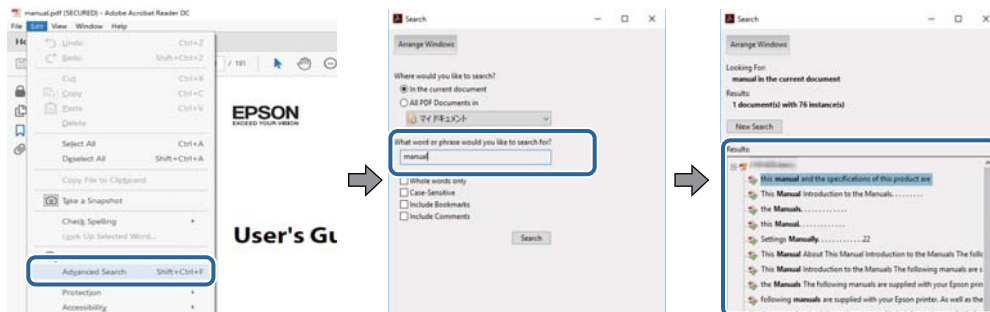 manual.pdf (SECURED) - Adobe Acrobat Reader DC
File Edit View Window Help
Undo Ctrl+Z
Redo Shift+Ctrl+Z
Cut Ctrl+X
Copy Ctrl+C
Paste Ctrl+V
Delete
Select All Ctrl+A
Deselect All Shift+Ctrl+A
Copy File to Clipboard
Take a Snapshot
Check Spelling
Look Up Selected Word...
Advanced Search Shift+Ctrl+F
Protection
Accessibility
/ 191
EPSON
EXCEED YOUR VISION
User's Gu
Search
Arrange Windows
Where would you like to search?
In the current document
All PDF Documents in
マイ ドキュメント
What word or phrase would you like to search for?
manual
Whole words only
Case-Sensitive
Include Bookmarks
Include Comments
Search
Search
Arrange Windows
Looking For:
manual in the current document
Results:
1 document(s) with 76 instance(s)
New Search
Results:
this manual and the specifications of this product are
This Manual Introduction to the Manuals. . . . . . . . .
the Manuals. . . . . . . . . . . .
this Manual. . . . . . . . . . . .
Settings Manually. . . . . . . . . . . .22
This Manual About This Manual Introduction to the Manuals The follo
This Manual Introduction to the Manuals The following manuals are s
the Manuals The following manuals are supplied with your Epson prin
following manuals are supplied with your Epson printer. As well as the